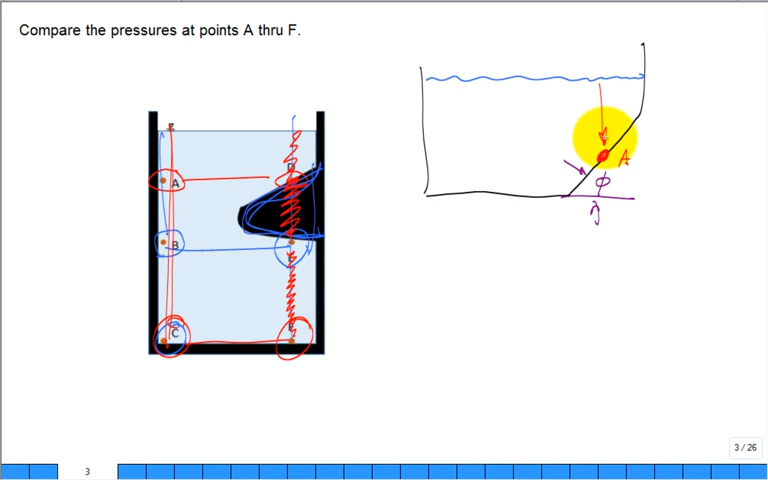 Compare the pressures at points A thru F.
A
D
B
C
F
A
ϕ
3 / 26
3